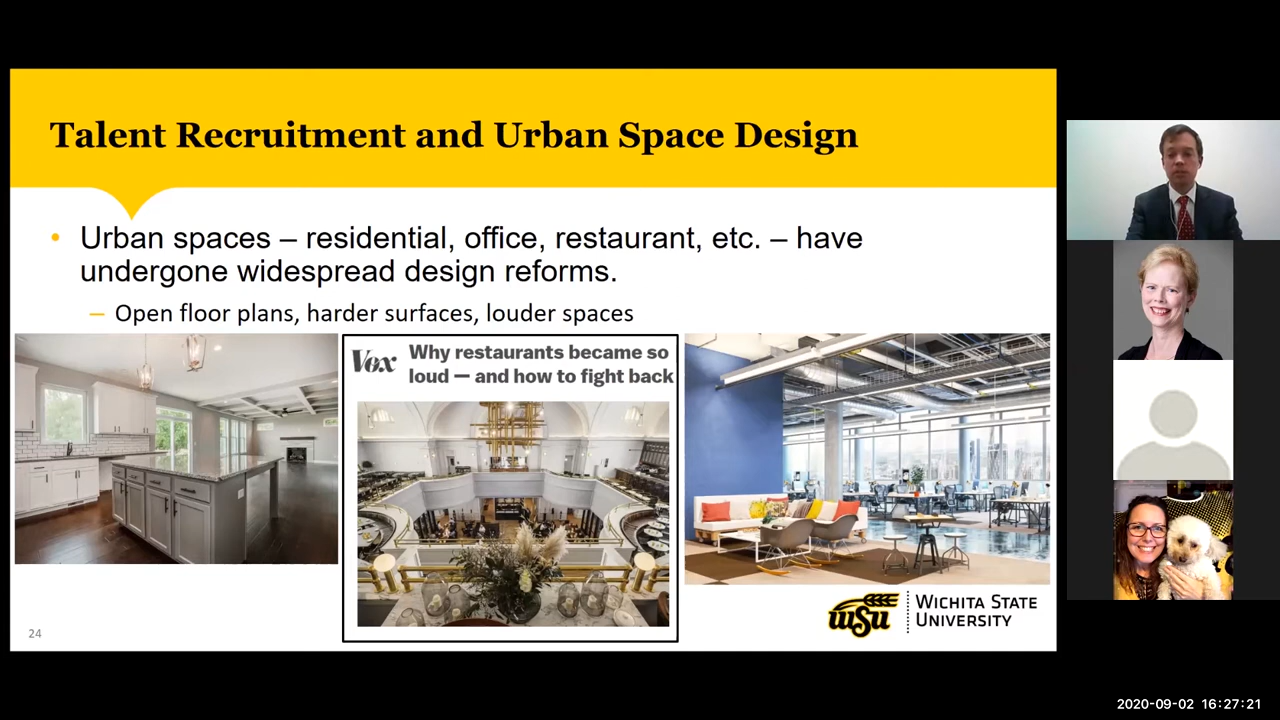 Talent Recruitment and Urban Space Design
• Urban spaces – residential, office, restaurant, etc. – have
undergone widespread design reforms.
– Open floor plans, harder surfaces, louder spaces
Vox
Why restaurants became so
loud — and how to fight back
wsu
WICHITA STATE
UNIVERSITY
24
2020-09-02 16:27:21